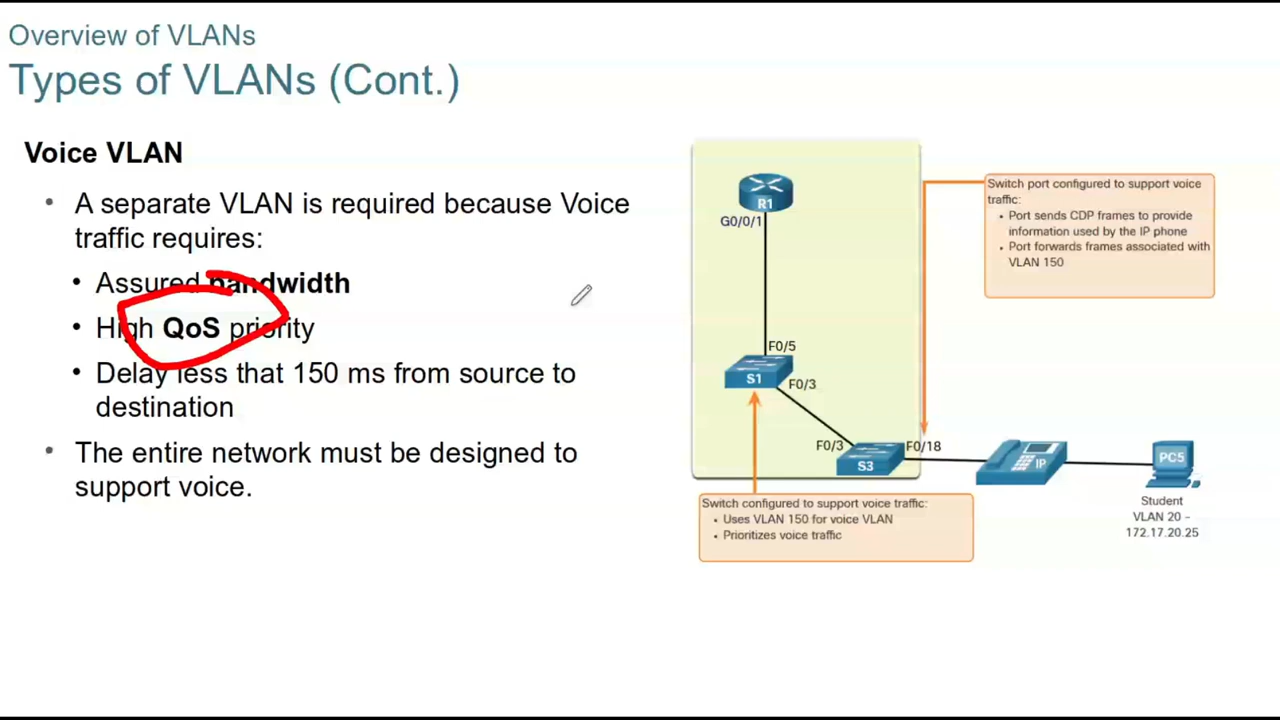 Overview of VLANs
Types of VLANs (Cont.)
Voice VLAN
• A separate VLAN is required because Voice
traffic requires:
• Assured bandwidth
• High QoS priority
• Delay less that 150 ms from source to
destination
• The entire network must be designed to
support voice.
R1
G0/0/1
F0/5
S1
F0/3
F0/3
S3
F0/18
IP
PC5
Student
VLAN 20 -
172.17.20.25
Switch port configured to support voice
traffic:
• Port sends CDP frames to provide
information used by the IP phone
• Port forwards frames associated with
VLAN 150
Switch configured to support voice traffic:
• Uses VLAN 150 for voice VLAN
• Prioritizes voice traffic